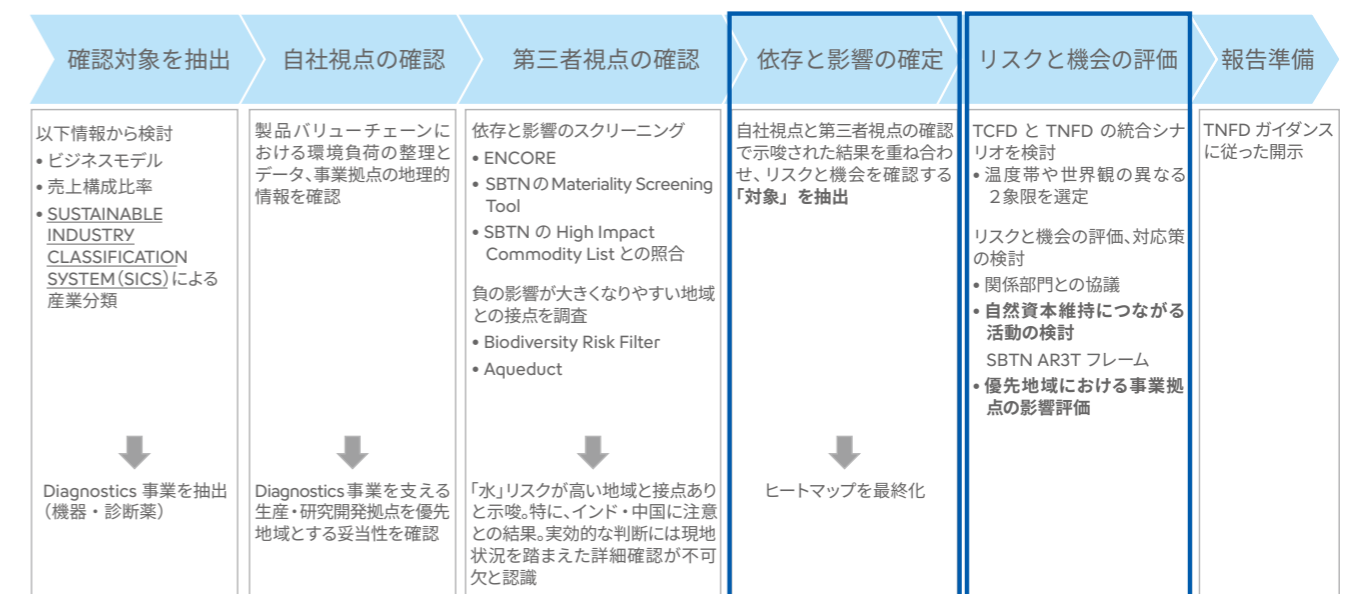 確認対象を抽出
自社視点の確認
第三者視点の確認
依存と影響の確定
リスクと機会の評価
報告準備
以下情報から検討
• ビジネスモデル
• 売上構成比率
• SUSTAINABLE
INDUSTRY
CLASSIFICATION
SYSTEM(SICS)による
産業分類
Diagnostics 事業を抽出
(機器・診断薬)
製品バリューチェーンに
おける環境負荷の整理と
データ、事業拠点の地理的
情報を確認
Diagnostics事業を支える
生産・研究開発拠点を優先
地域とする妥当性を確認
依存と影響のスクリーニング
• ENCORE
• SBTNのMateriality Screening
Tool
• SBTN の High Impact
Commodity List との照合
負の影響が大きくなりやすい地域
との接点を調査
• Biodiversity Risk Filter
• Aqueduct
「水」リスクが高い地域と接点あり
と示唆。特に、インド・中国に注意
との結果。実効的な判断には現地
状況を踏まえた詳細確認が不可
欠と認識
自社視点と第三者視点の確認
で示唆された結果を重ね合わ
せ、リスクと機会を確認する
「対象」を抽出
ヒートマップを最終化
TCFD と TNFD の統合シナ
リオを検討
• 温度帯や世界観の異なる
2象限を選定
リスクと機会の評価、対応策
の検討
• 関係部門との協議
• 自然資本維持につながる
活動の検討
SBTN AR3T フレーム
• 優先地域における事業拠
点の影響評価
TNFD ガイダンス
に従った開示